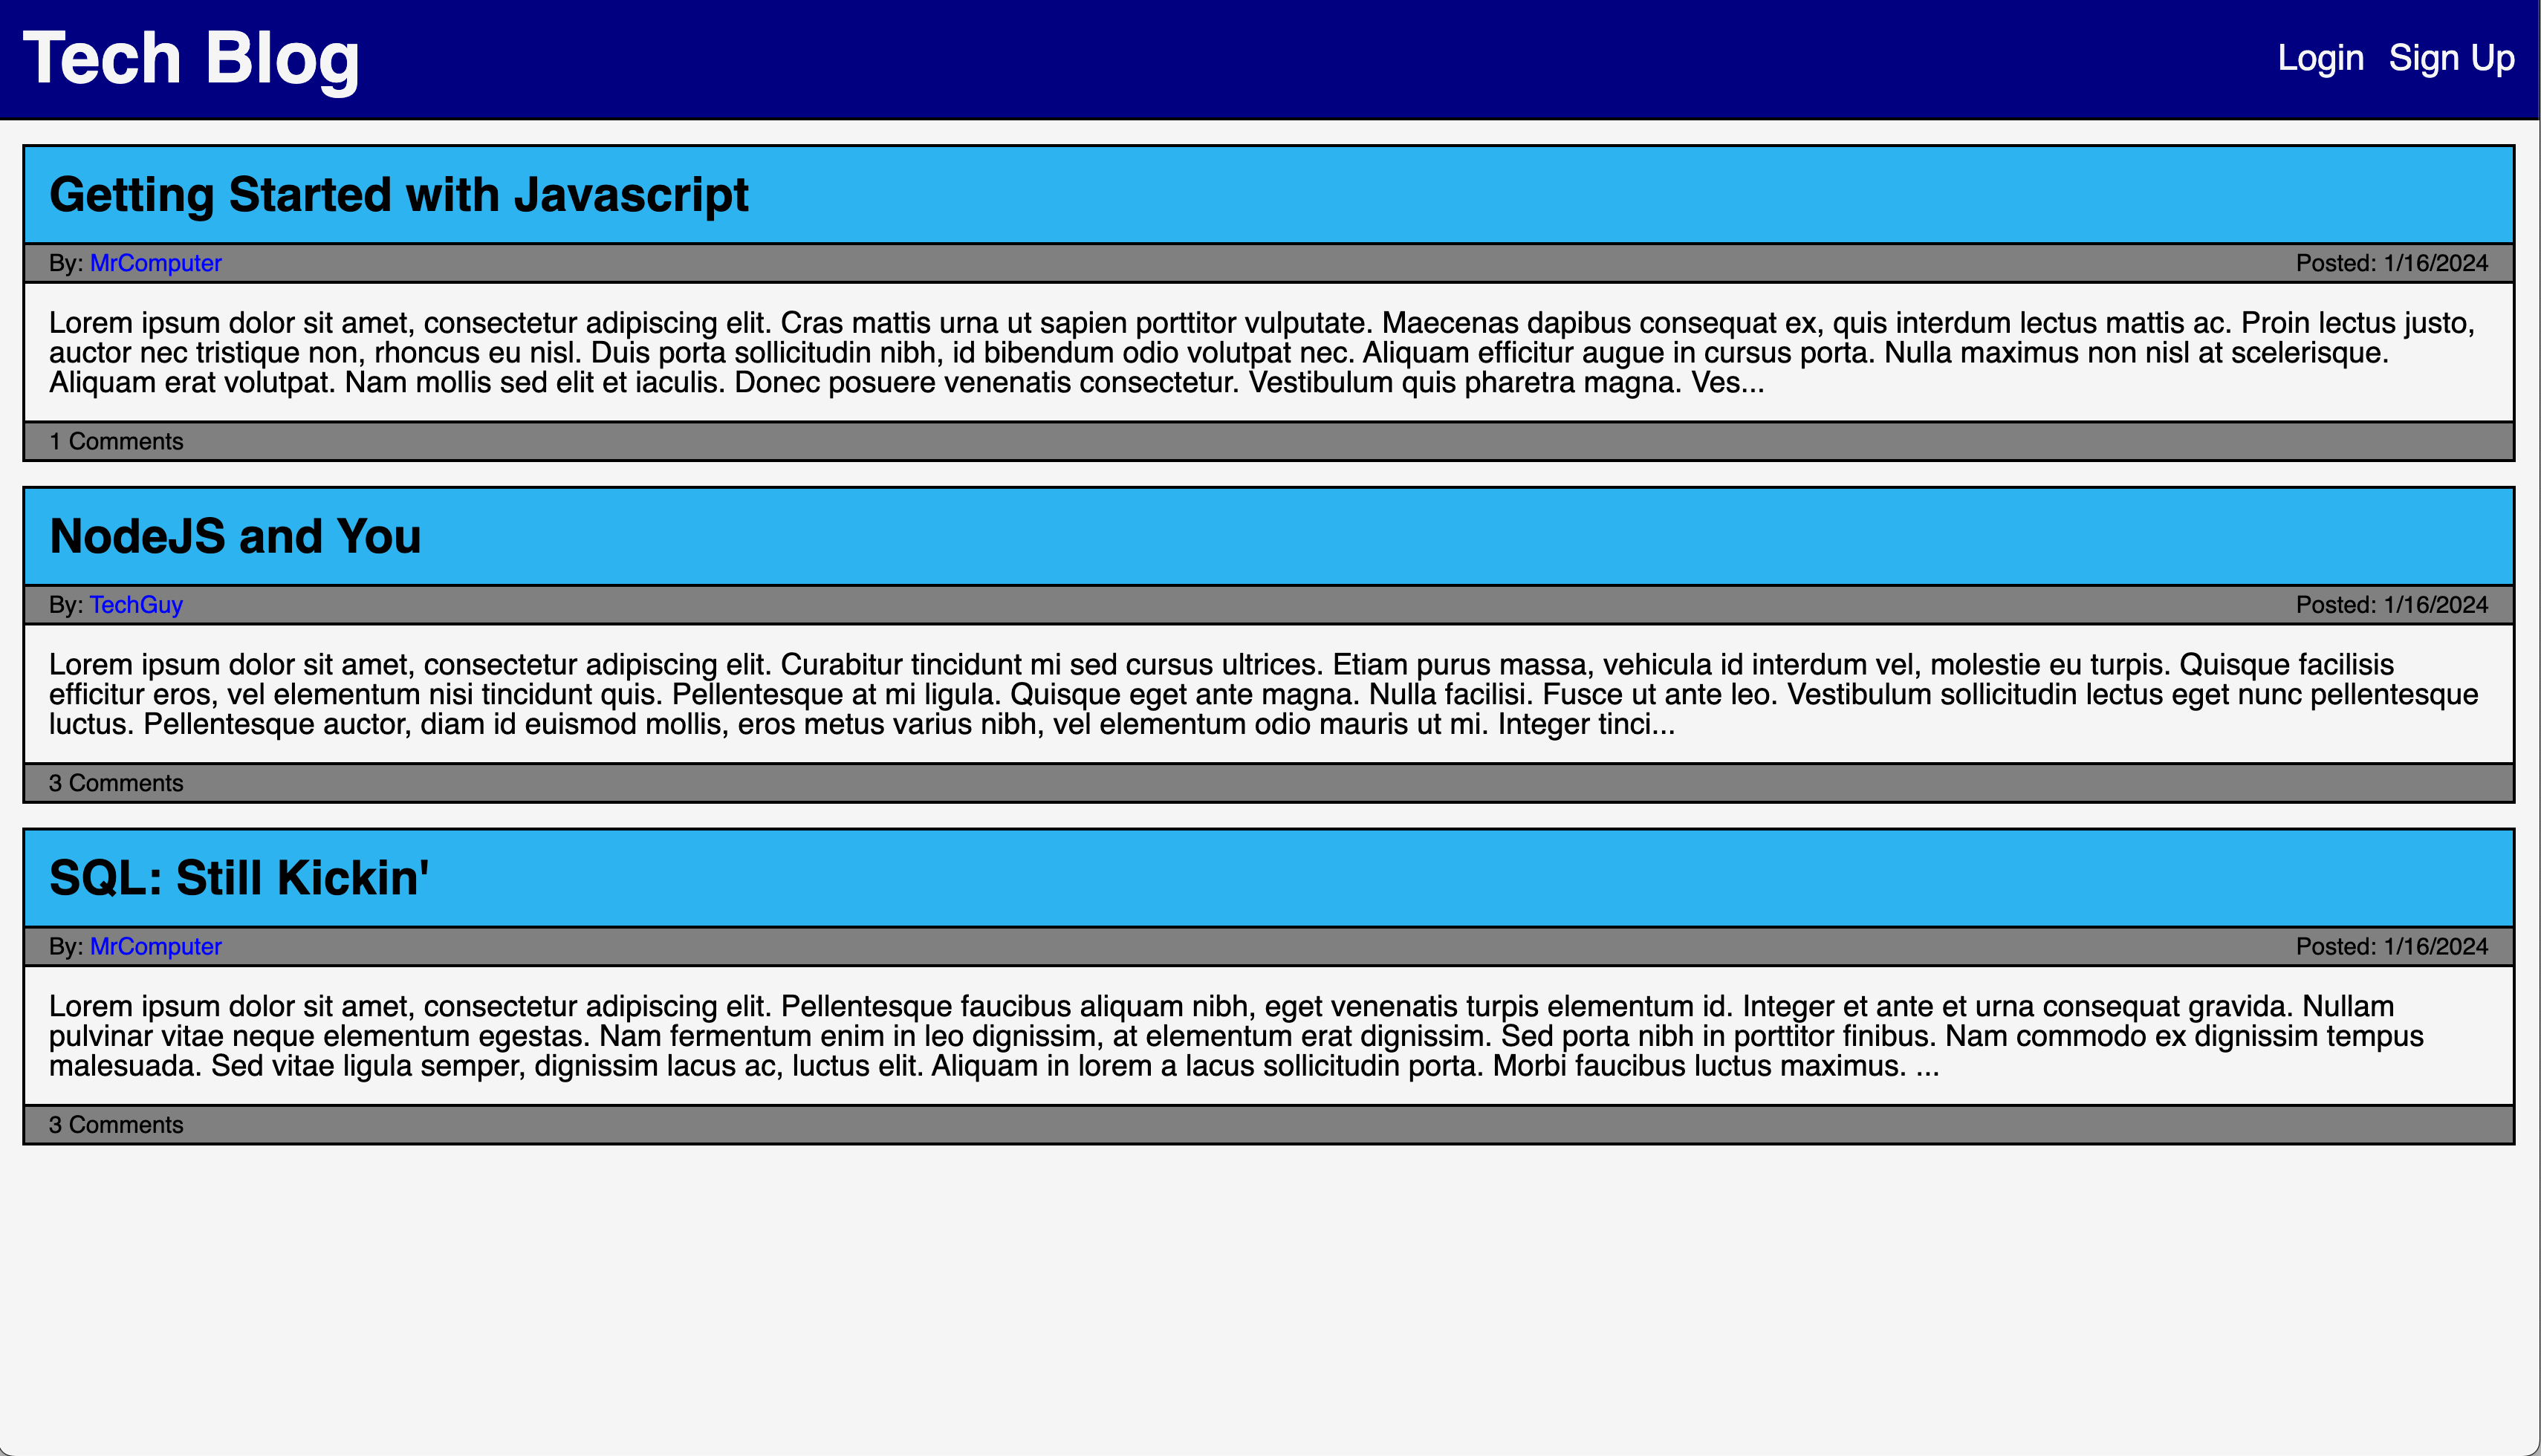 Tech Blog
Login Sign Up
Getting Started with Javascript
By: MrComputer Posted: 1/16/2024
Lorem ipsum dolor sit amet, consectetur adipiscing elit. Cras mattis urna ut sapien porttitor vulputate. Maecenas dapibus consequat ex, quis interdum lectus mattis ac. Proin lectus justo,
auctor nec tristique non, rhoncus eu nisl. Duis porta sollicitudin nibh, id bibendum odio volutpat nec. Aliquam efficitur augue in cursus porta. Nulla maximus non nisl at scelerisque.
Aliquam erat volutpat. Nam mollis sed elit et iaculis. Donec posuere venenatis consectetur. Vestibulum quis pharetra magna. Ves...
1 Comments
NodeJS and You
By: TechGuy Posted: 1/16/2024
Lorem ipsum dolor sit amet, consectetur adipiscing elit. Curabitur tincidunt mi sed cursus ultrices. Etiam purus massa, vehicula id interdum vel, molestie eu turpis. Quisque facilisis
efficitur eros, vel elementum nisi tincidunt quis. Pellentesque at mi ligula. Quisque eget ante magna. Nulla facilisi. Fusce ut ante leo. Vestibulum sollicitudin lectus eget nunc pellentesque
luctus. Pellentesque auctor, diam id euismod mollis, eros metus varius nibh, vel elementum odio mauris ut mi. Integer tinci...
3 Comments
SQL: Still Kickin'
By: MrComputer Posted: 1/16/2024
Lorem ipsum dolor sit amet, consectetur adipiscing elit. Pellentesque faucibus aliquam nibh, eget venenatis turpis elementum id. Integer et ante et urna consequat gravida. Nullam
pulvinar vitae neque elementum egestas. Nam fermentum enim in leo dignissim, at elementum erat dignissim. Sed porta nibh in porttitor finibus. Nam commodo ex dignissim tempus
malesuada. Sed vitae ligula semper, dignissim lacus ac, luctus elit. Aliquam in lorem a lacus sollicitudin porta. Morbi faucibus luctus maximus. ...
3 Comments